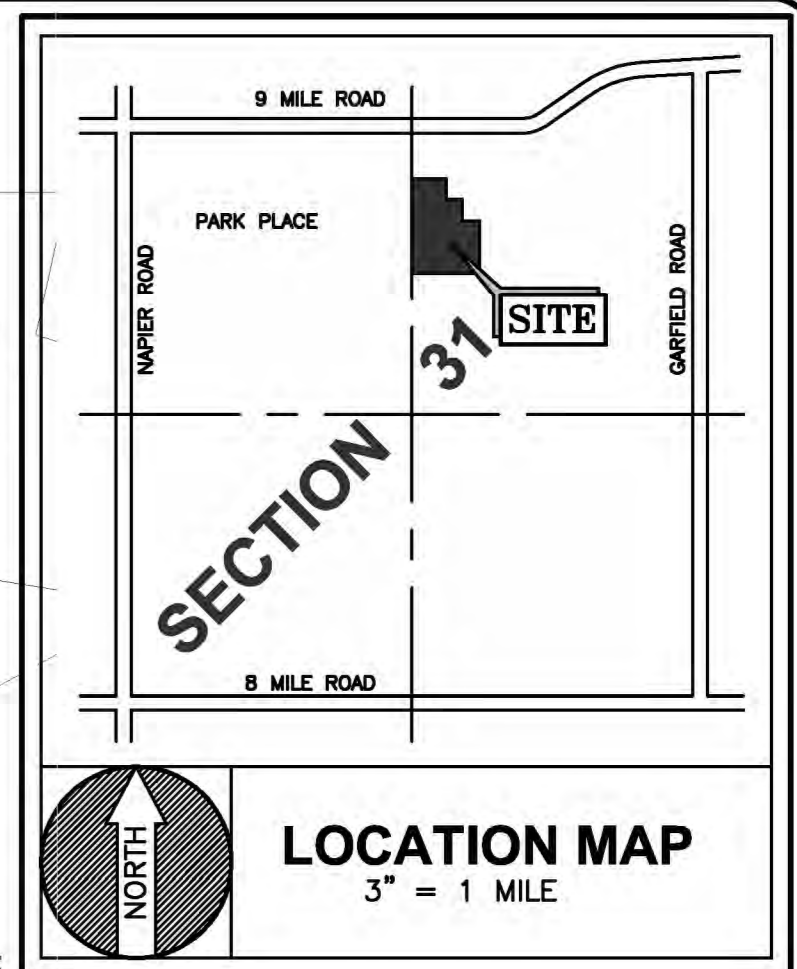 9 MILE ROAD
PARK PLACE
NAPIER ROAD
GARFIELD ROAD
SITE
SECTION 31
8 MILE ROAD
NORTH
LOCATION MAP
3" = 1 MILE